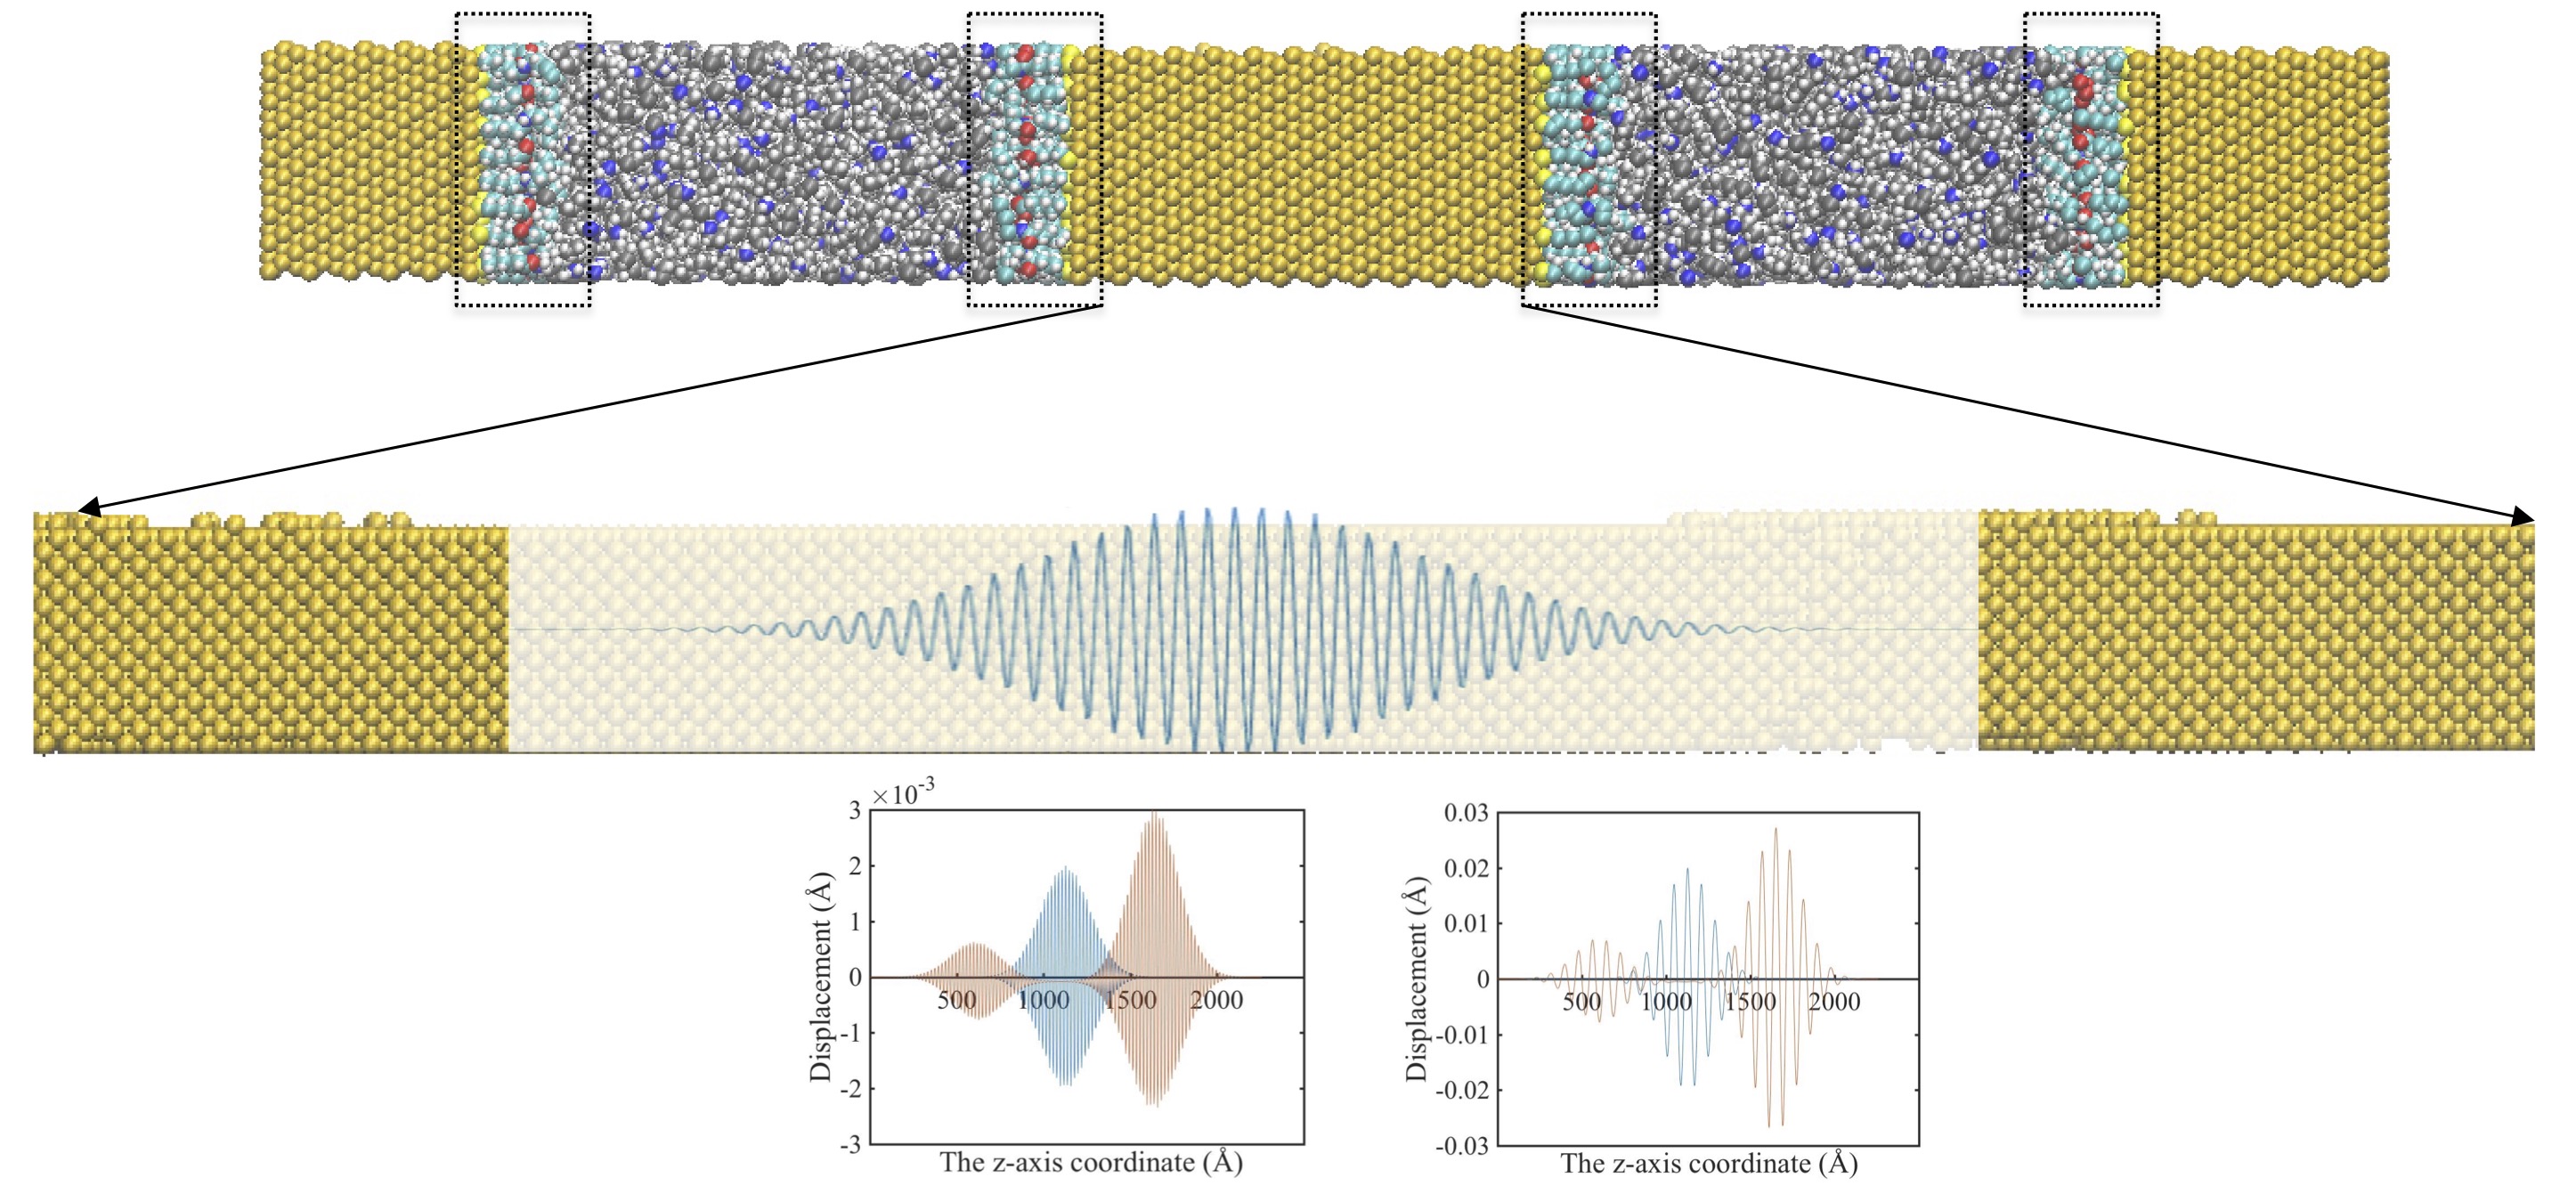 ×10-3
3
2
1
0
-1
-2
-3
500 1000 1500 2000
Displacement (Å)
The z-axis coordinate (Å)
0.03
0.02
0.01
0
-0.01
-0.02
-0.03
500 1000 1500 2000
Displacement (Å)
The z-axis coordinate (Å)